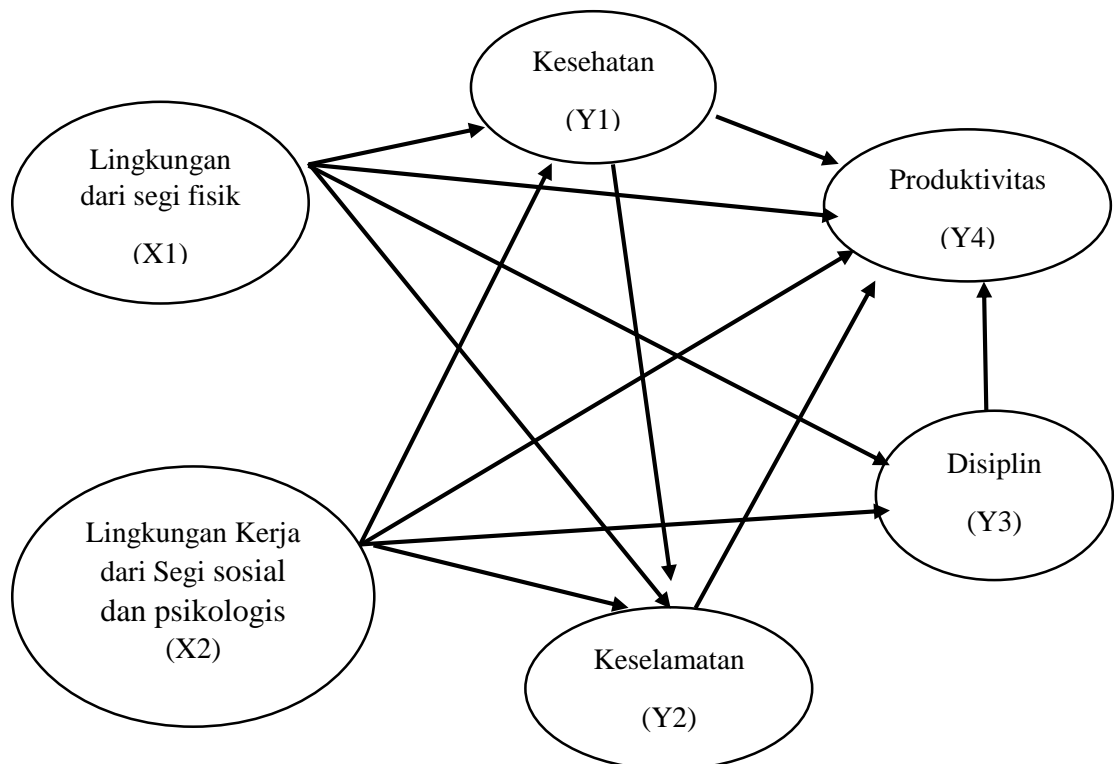 Kesehatan
(Y1)
Lingkungan
dari segi fisik
(X1)
Produktivitas
(Y4)
Lingkungan Kerja
dari Segi sosial
dan psikologis
(X2)
Disiplin
(Y3)
Keselamatan
(Y2)